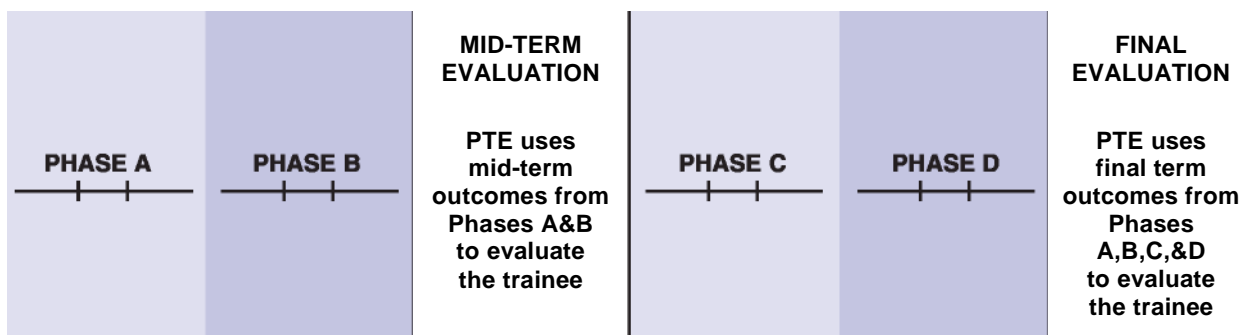 PHASE A
PHASE B
MID-TERM
EVALUATION
PTE uses
mid-term
outcomes from
Phases A&B
to evaluate
the trainee
PHASE C
PHASE D
FINAL
EVALUATION
PTE uses
final term
outcomes from
Phases
A,B,C,&D
to evaluate
the trainee